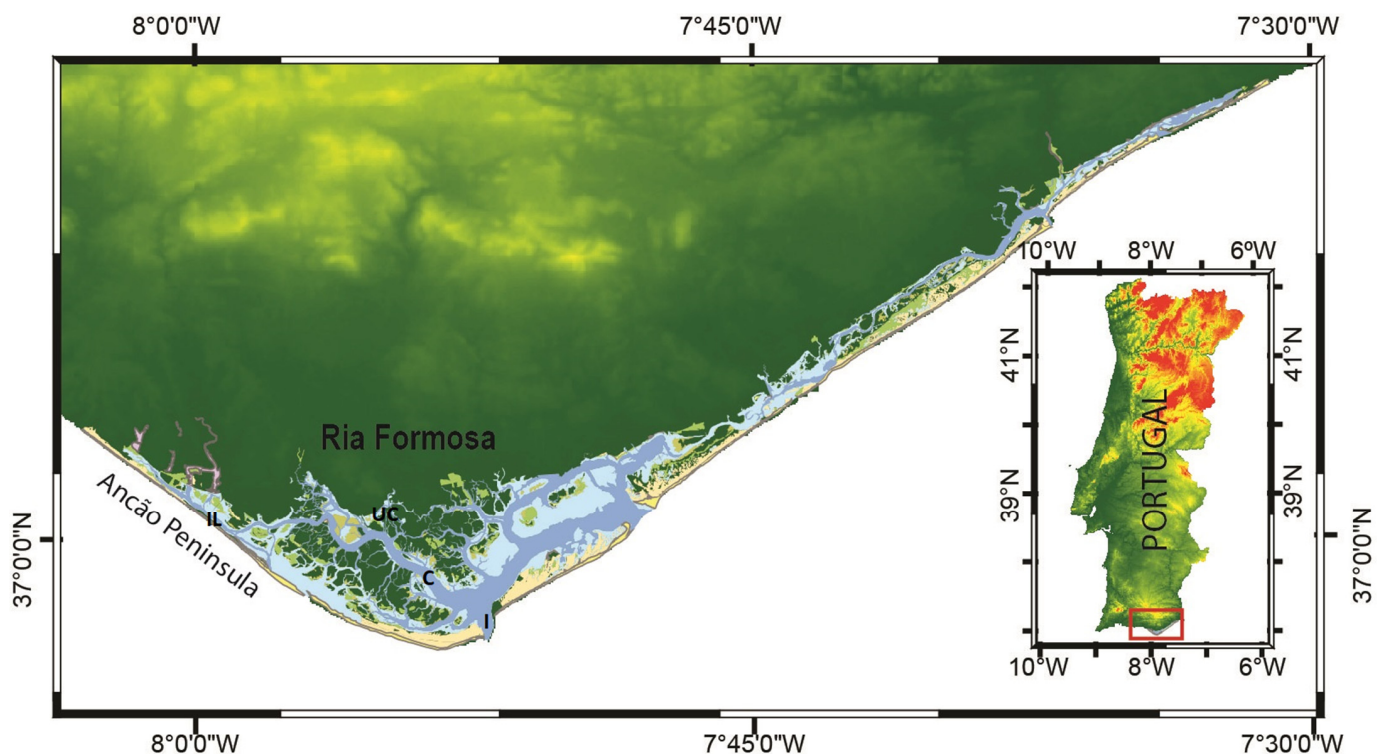 8°0'0"W 7°45'0"W 7°30'0"W
10°W 8°W 6°W
41°N 41°N
PORTUGAL
Ria Formosa
Ancão Peninsula
IL
UC
39°N 39°N
37°0'0"N 37°0'0"N
C
I
10°W 8°W 6°W
8°0'0"W 7°45'0"W 7°30'0"W